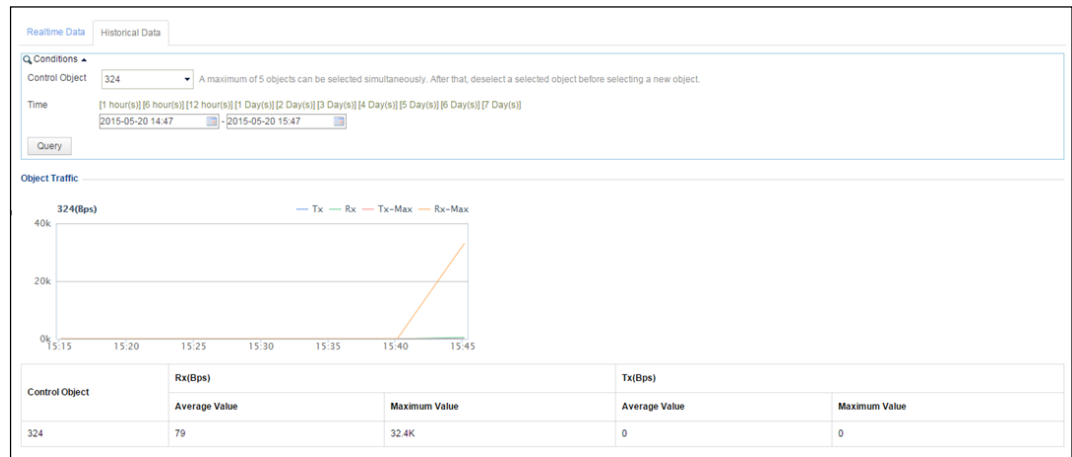 Realtime Data Historical Data
Conditions
Control Object 324 A maximum of 5 objects can be selected simultaneously. After that, deselect a selected object before selecting a new object.
Time [1 hour(s)] [6 hour(s)] [12 hour(s)] [1 Day(s)] [2 Day(s)] [3 Day(s)] [4 Day(s)] [5 Day(s)] [6 Day(s)] [7 Day(s)]
2015-05-20 14:47 - 2015-05-20 15:47
Query
Object Traffic
324(Bps) Tx Rx Tx-Max Rx-Max
40k
20k
0k
15:15 15:20 15:25 15:30 15:35 15:40 15:45
Control Object Rx(Bps) Tx(Bps)
Average Value Maximum Value Average Value Maximum Value
324 79 32.4K 0 0